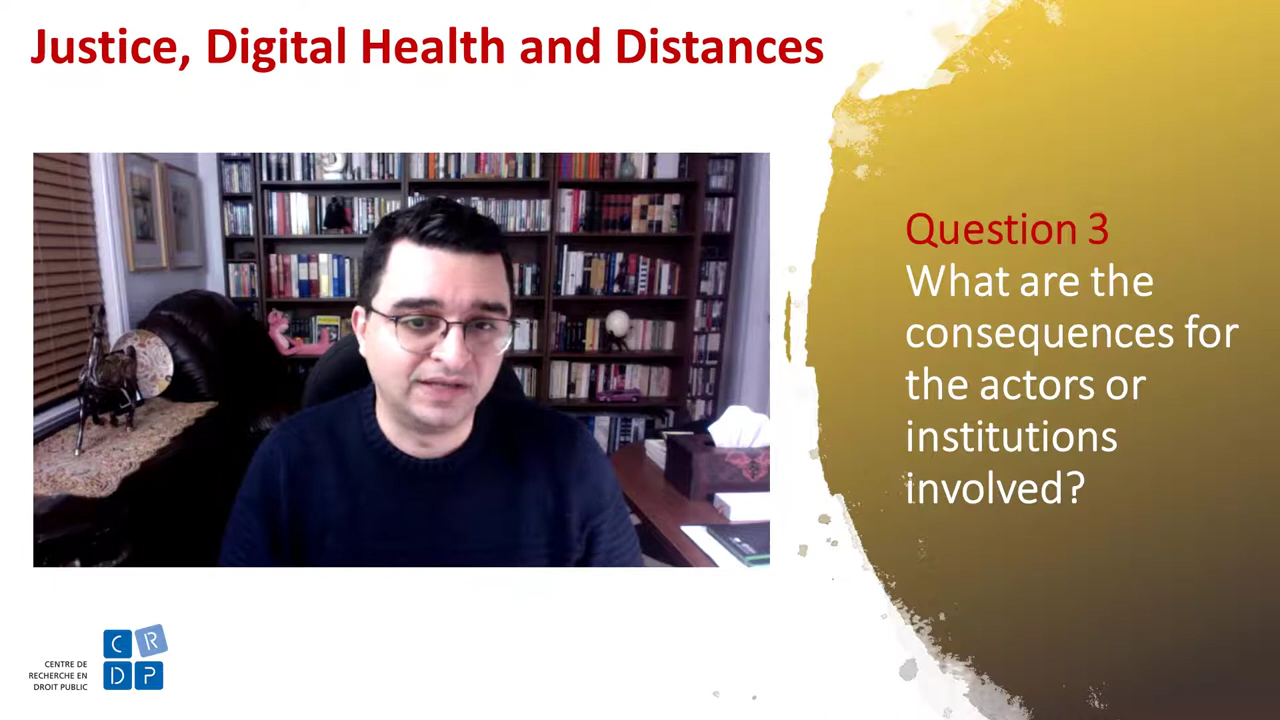 Justice, Digital Health and Distances
Question 3
What are the
consequences for
the actors or
institutions
involved?
CENTRE DE
RECHERCHE EN
DROIT PUBLIC
C R
D P